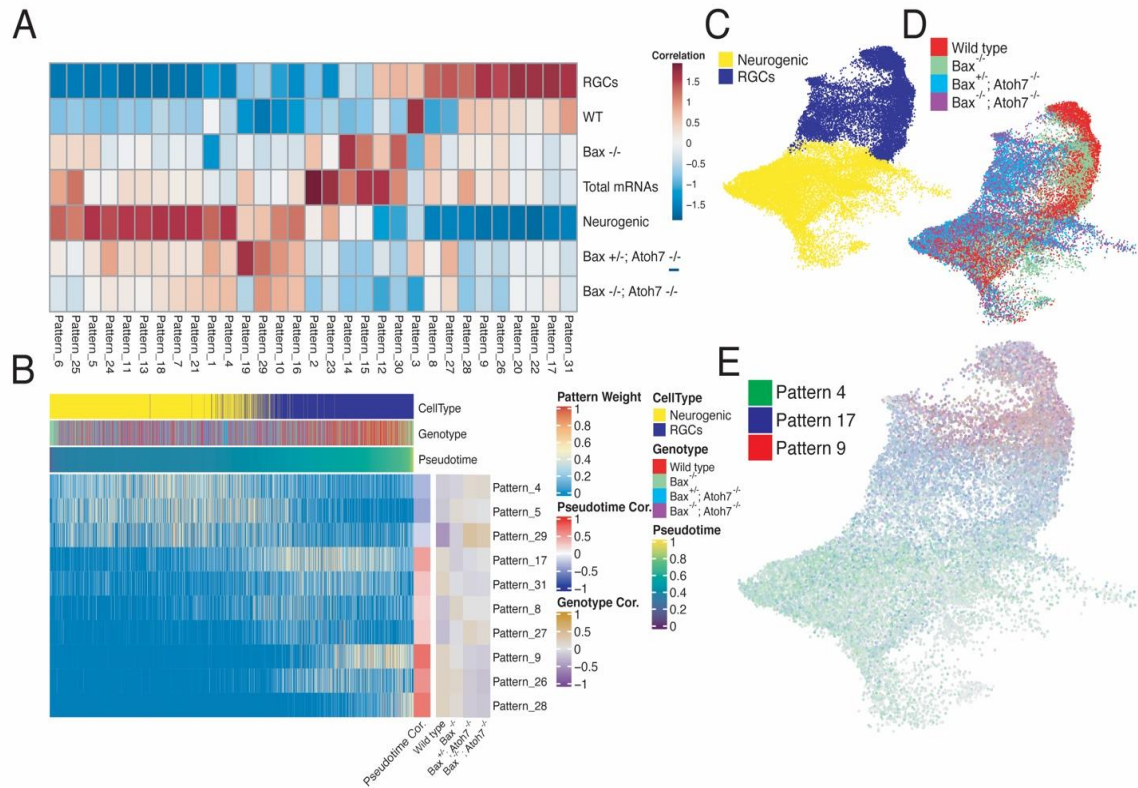 A
Correlation
1.5
1
0.5
0
−0.5
−1
−1.5
RGCs
WT
Bax -/-
Total mRNAs
Neurogenic
Bax +/-; Atoh7 -/-
Bax -/-; Atoh7 -/-
Pattern_6
Pattern_25
Pattern_5
Pattern_24
Pattern_11
Pattern_13
Pattern_18
Pattern_7
Pattern_21
Pattern_1
Pattern_4
Pattern_19
Pattern_29
Pattern_10
Pattern_16
Pattern_2
Pattern_23
Pattern_14
Pattern_15
Pattern_12
Pattern_30
Pattern_3
Pattern_8
Pattern_27
Pattern_28
Pattern_9
Pattern_26
Pattern_20
Pattern_22
Pattern_17
Pattern_31
C
Neurogenic
RGCs
D
Wild type
Bax-/-
Bax+/-; Atoh7-/-
Bax-/-; Atoh7-/-
B
CellType
Genotype
Pseudotime
Pattern_4
Pattern_5
Pattern_29
Pattern_17
Pattern_31
Pattern_8
Pattern_27
Pattern_9
Pattern_26
Pattern_28
Pseudotime Cor.
Wild type
Bax-/-
Bax+/-; Atoh7-/-
Bax-/-; Atoh7-/-
Pattern Weight
1
0.8
0.6
0.4
0.2
0
Pseudotime Cor.
1
0.5
0
−0.5
−1
Genotype Cor.
1
0.5
0
−0.5
−1
CellType
Neurogenic
RGCs
Genotype
Wild type
Bax-/-
Bax+/-; Atoh7-/-
Bax-/-; Atoh7-/-
Pseudotime
1
0.8
0.6
0.4
0.2
0
E
Pattern 4
Pattern 17
Pattern 9